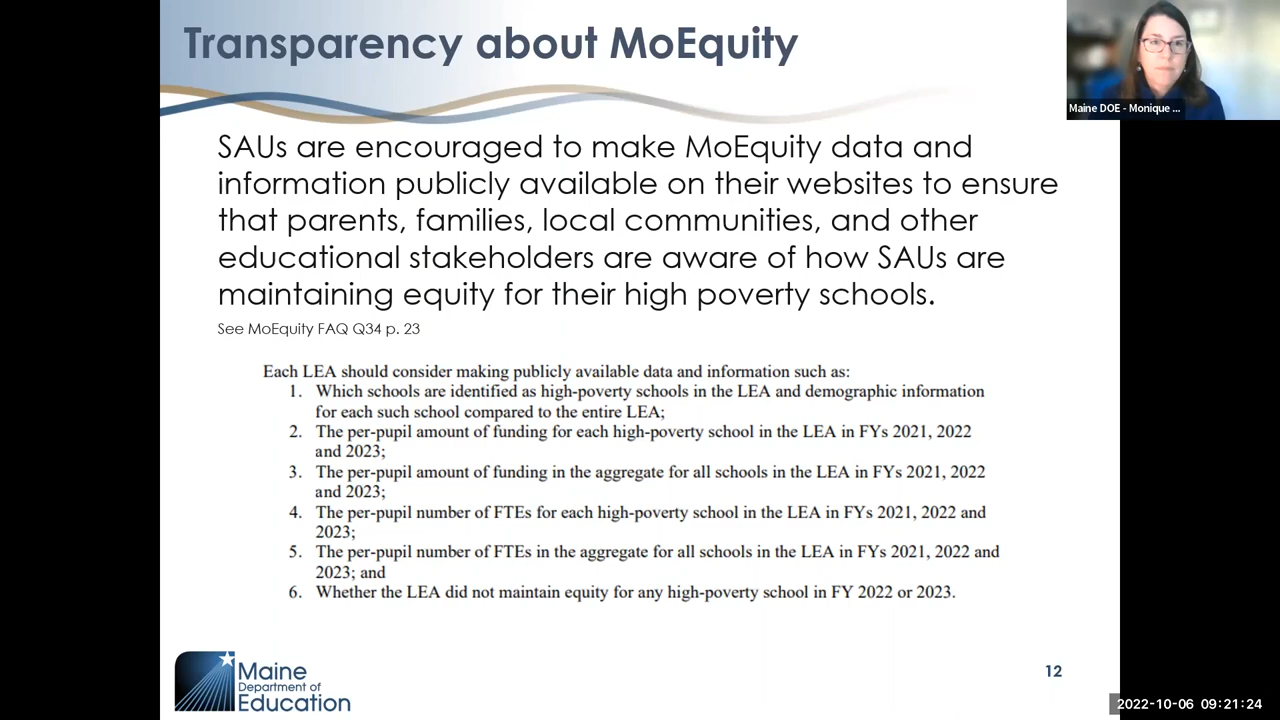 Transparency about MoEquity
Maine DOE - Monique ...
SAUs are encouraged to make MoEquity data and
information publicly available on their websites to ensure
that parents, families, local communities, and other
educational stakeholders are aware of how SAUs are
maintaining equity for their high poverty schools.
See MoEquity FAQ Q34 p. 23
Each LEA should consider making publicly available data and information such as:
1. Which schools are identified as high-poverty schools in the LEA and demographic information
for each such school compared to the entire LEA;
2. The per-pupil amount of funding for each high-poverty school in the LEA in FYs 2021, 2022
and 2023;
3. The per-pupil amount of funding in the aggregate for all schools in the LEA in FYs 2021, 2022
and 2023;
4. The per-pupil number of FTEs for each high-poverty school in the LEA in FYs 2021, 2022 and
2023;
5. The per-pupil number of FTEs in the aggregate for all schools in the LEA in FYs 2021, 2022 and
2023; and
6. Whether the LEA did not maintain equity for any high-poverty school in FY 2022 or 2023.
Maine
Department of
Education
12
2022-10-06 09:21:24